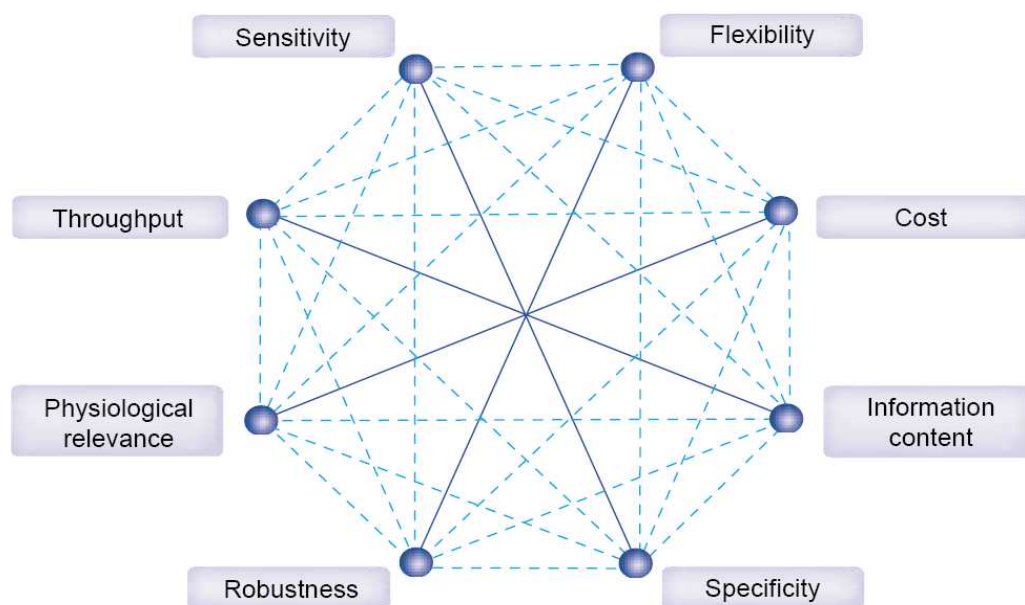 Sensitivity
Flexibility
Throughput
Cost
Physiological
relevance
Information
content
Robustness
Specificity